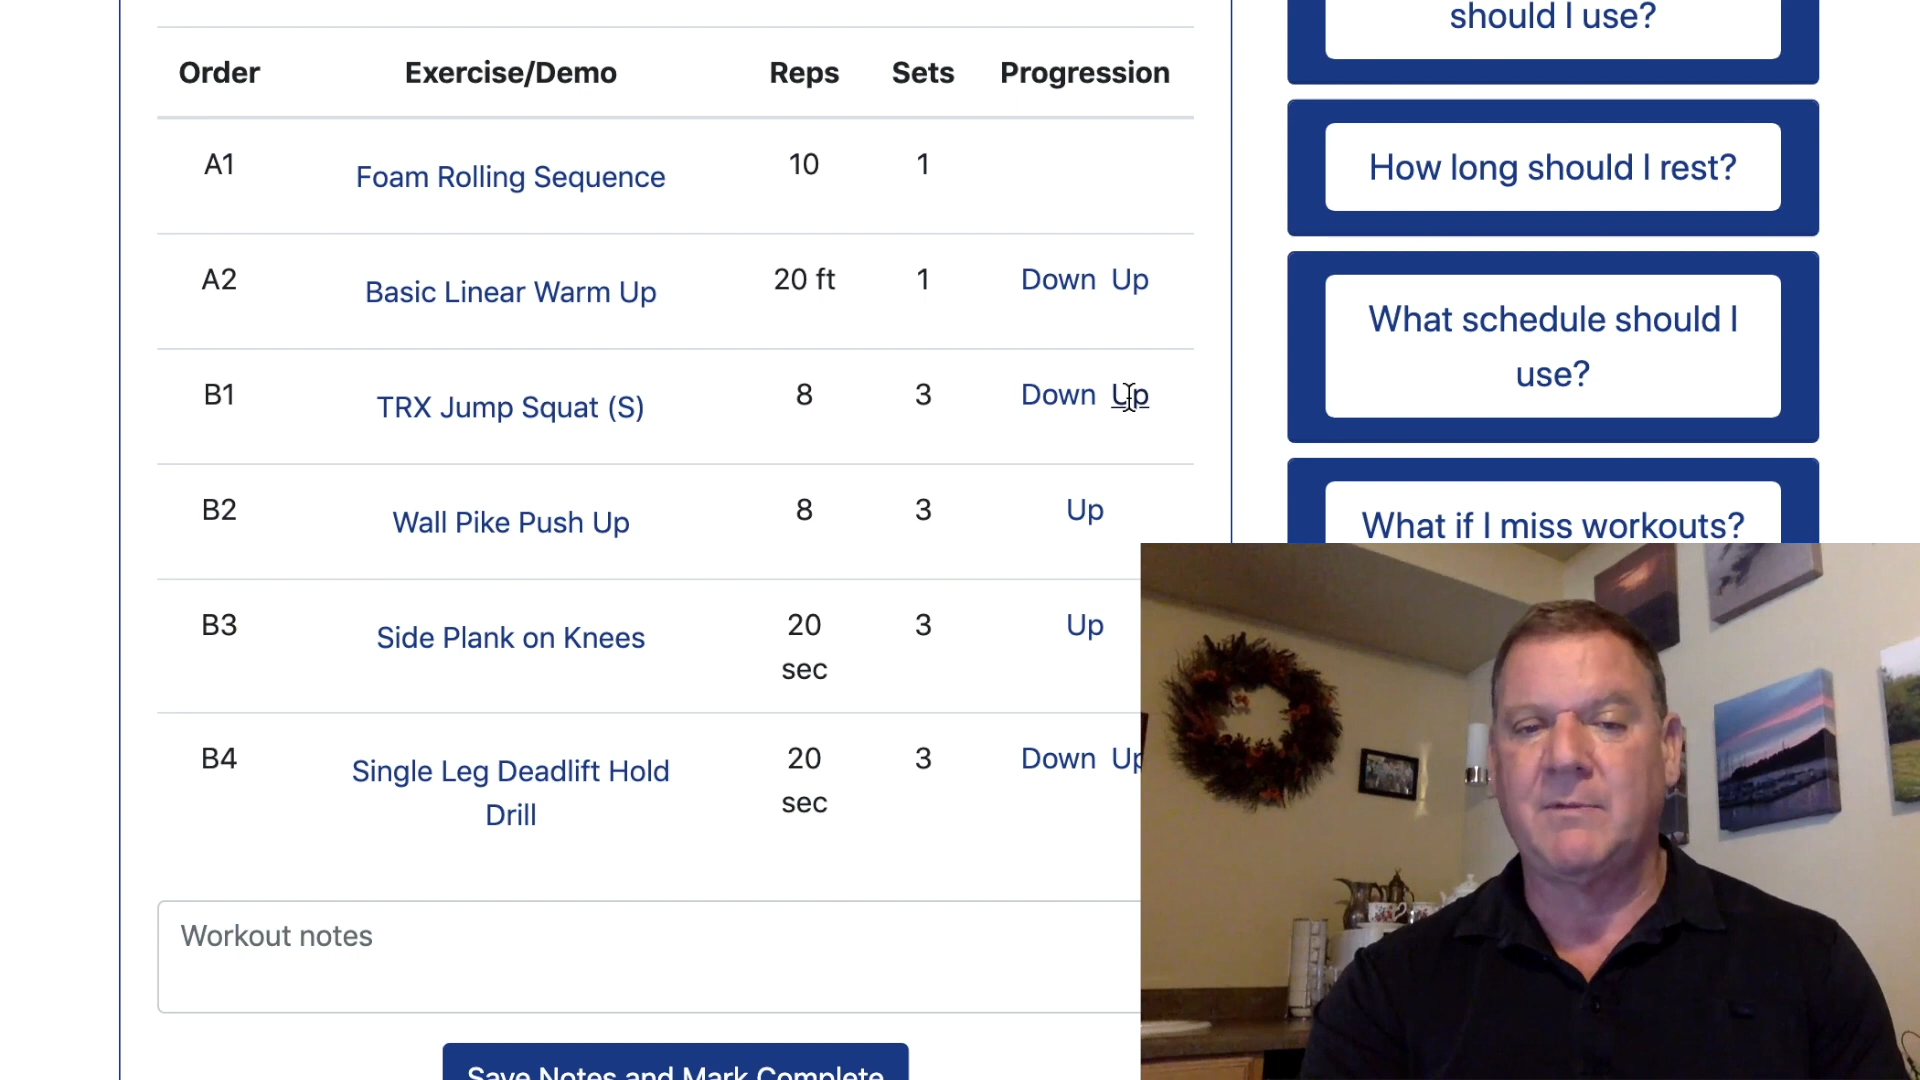 Order Exercise/Demo Reps Sets Progression
A1 Foam Rolling Sequence 10 1
A2 Basic Linear Warm Up 20 ft 1 Down Up
B1 TRX Jump Squat (S) 8 3 Down Up
B2 Wall Pike Push Up 8 3 Up
B3 Side Plank on Knees 20 3 Up
sec
B4 Single Leg Deadlift Hold 20 3 Down Up
Drill sec
Workout notes
Save Notes and Mark Complete
should I use?
How long should I rest?
What schedule should I
use?
What if I miss workouts?